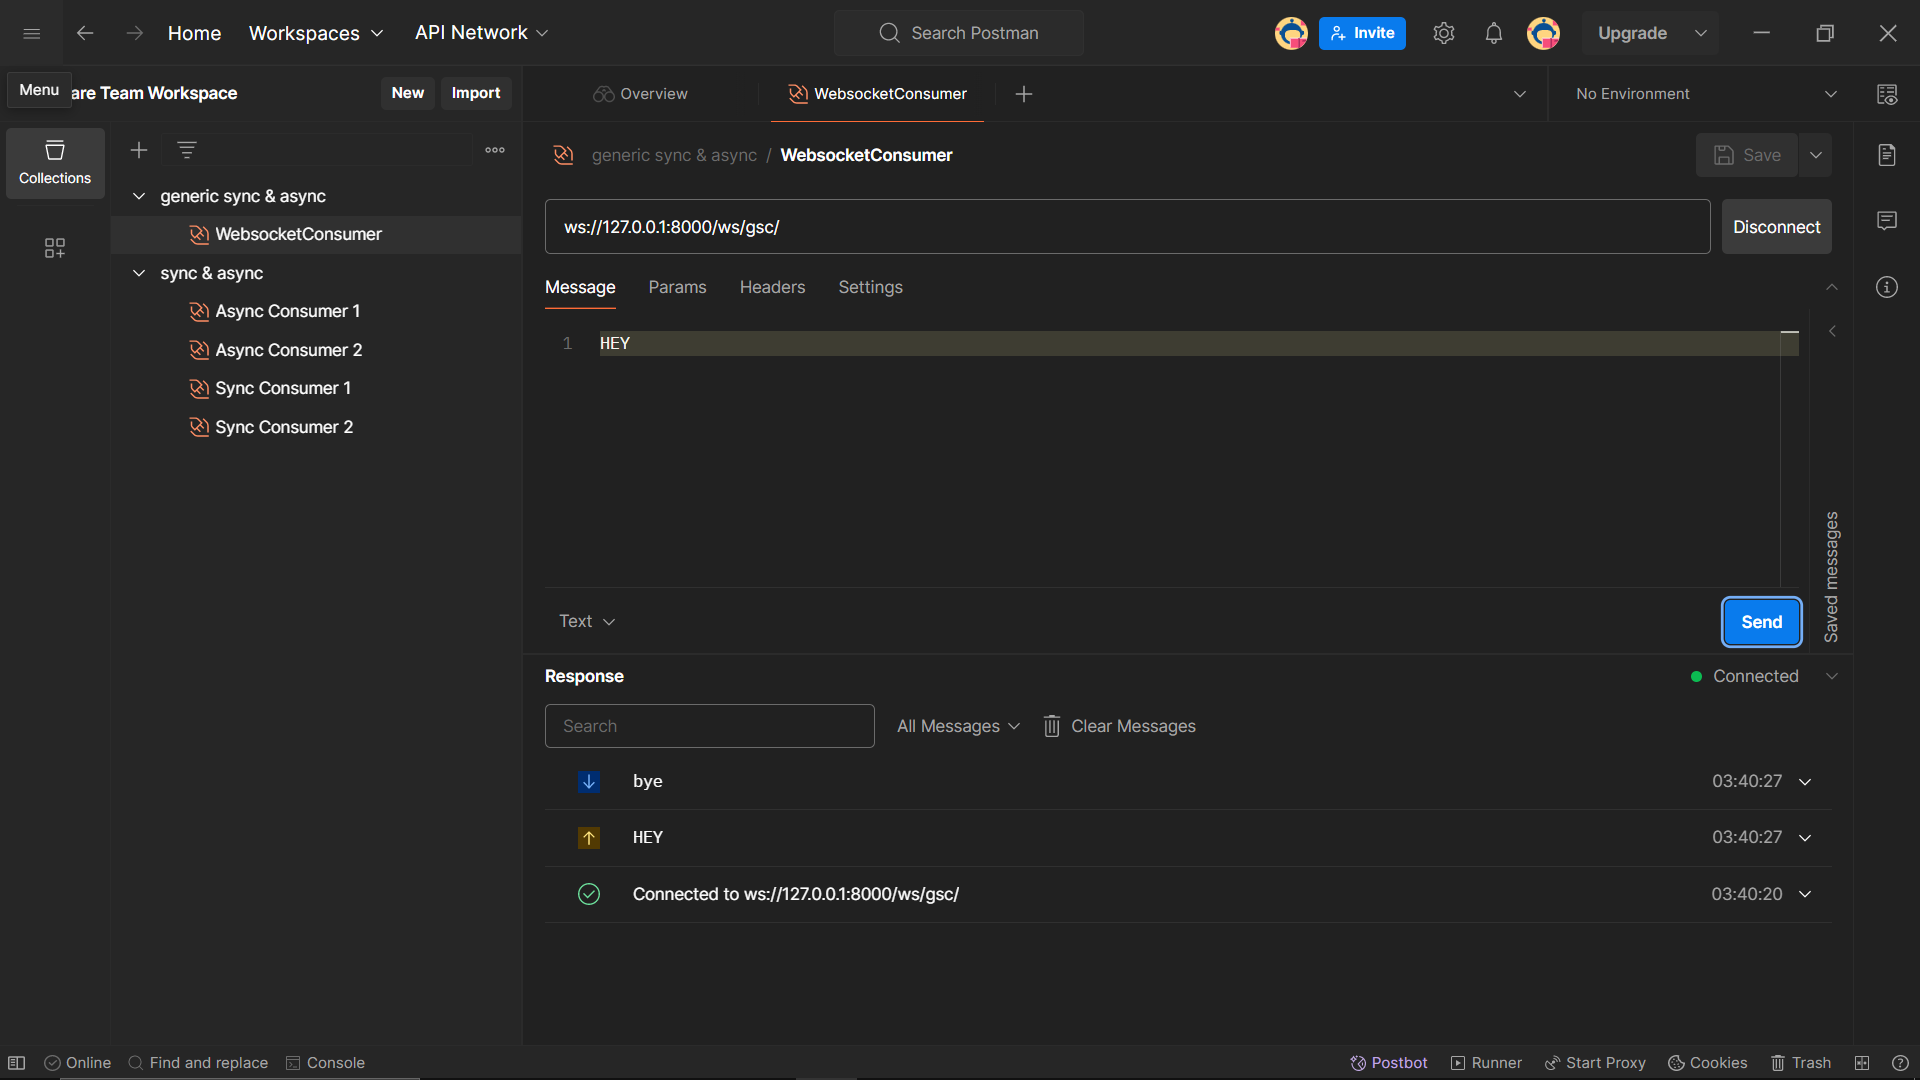 Home
Workspaces
API Network
Search Postman
Invite
Upgrade
Menu
are Team Workspace
New
Import
Overview
WebsocketConsumer
No Environment
Collections
generic sync & async
WebsocketConsumer
sync & async
Async Consumer 1
Async Consumer 2
Sync Consumer 1
Sync Consumer 2
generic sync & async / WebsocketConsumer
Save
ws://127.0.0.1:8000/ws/gsc/
Disconnect
Message
Params
Headers
Settings
1 HEY
Saved messages
Text
Send
Response
Connected
Search
All Messages
Clear Messages
bye 03:40:27
HEY 03:40:27
Connected to ws://127.0.0.1:8000/ws/gsc/ 03:40:20
Online
Find and replace
Console
Postbot
Runner
Start Proxy
Cookies
Trash